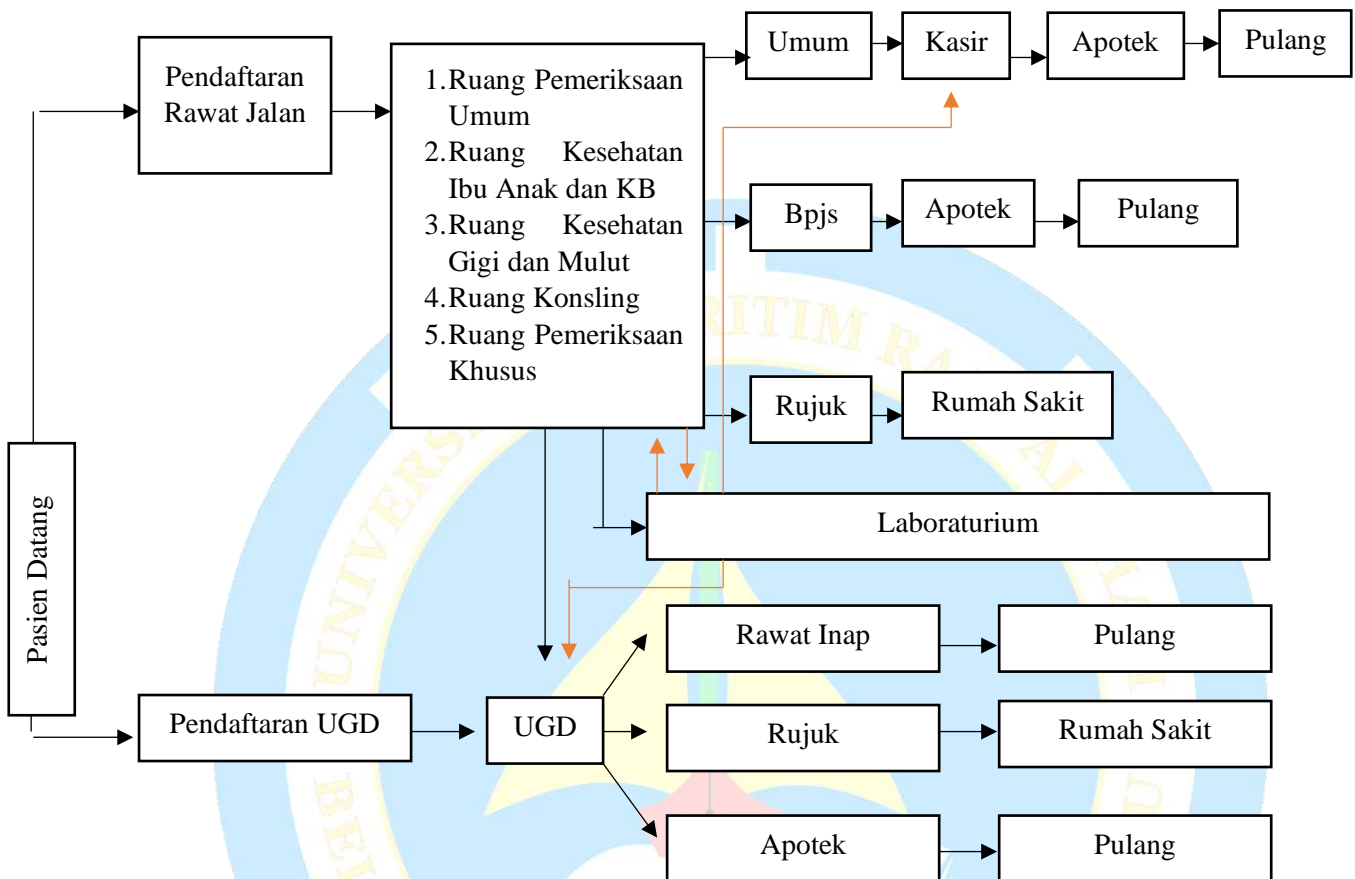 Pendaftaran
Rawat Jalan
1.Ruang Pemeriksaan
Umum
2.Ruang Kesehatan
Ibu Anak dan KB
3.Ruang Kesehatan
Gigi dan Mulut
4.Ruang Konsling
5.Ruang Pemeriksaan
Khusus
Umum
Kasir
Apotek
Pulang
Bpjs
Apotek
Pulang
Rujuk
Rumah Sakit
Laboraturium
Pasien Datang
Pendaftaran UGD
UGD
Rawat Inap
Pulang
Rujuk
Rumah Sakit
Apotek
Pulang